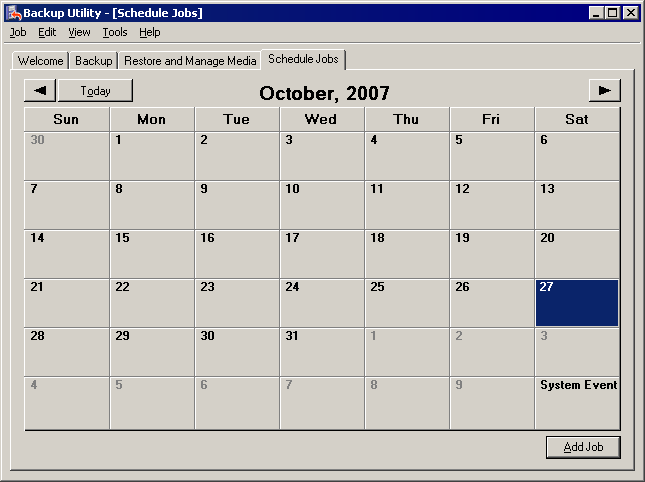 Backup Utility - [Schedule Jobs]
Job Edit View Tools Help
Welcome Backup Restore and Manage Media Schedule Jobs
Today October, 2007
Sun Mon Tue Wed Thu Fri Sat
30 1 2 3 4 5 6
7 8 9 10 11 12 13
14 15 16 17 18 19 20
21 22 23 24 25 26 27
28 29 30 31 1 2 3
4 5 6 7 8 9 System Event
Add Job